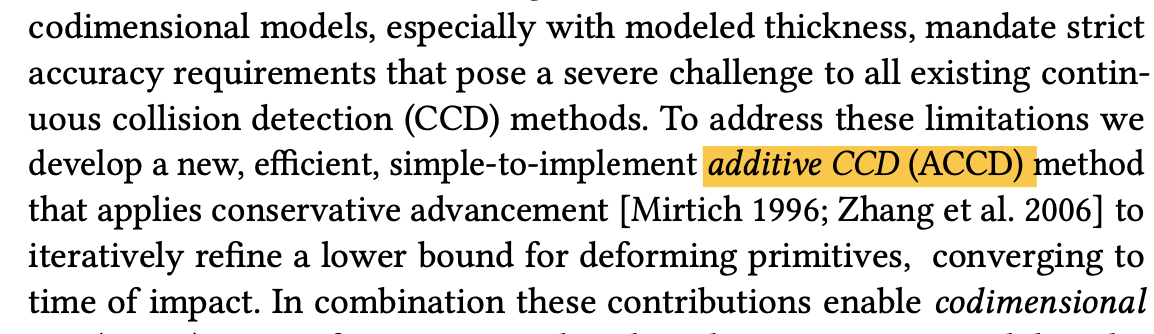 codimensional models, especially with modeled thickness, mandate strict
accuracy requirements that pose a severe challenge to all existing contin-
uous collision detection (CCD) methods. To address these limitations we
develop a new, efficient, simple-to-implement additive CCD (ACCD) method
that applies conservative advancement [Mirtich 1996; Zhang et al. 2006] to
iteratively refine a lower bound for deforming primitives, converging to
time of impact. In combination these contributions enable codimensional